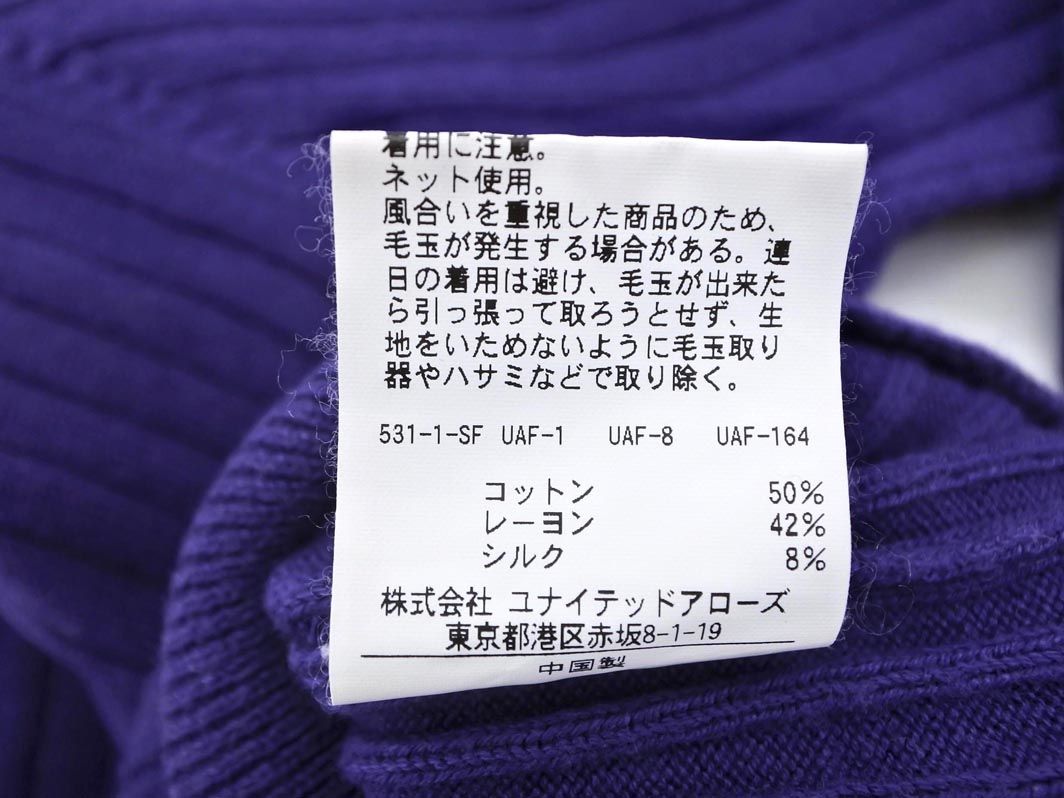 着用に注意。
ネット使用。
風合いを重視した商品のため、
毛玉が発生する場合がある。連
日の着用は避け、毛玉が出来た
ら引っ張って取ろうとせず、生
地をいためないように毛玉取り
器やハサミなどで取り除く。
531-1-SF UAF-1 UAF-8 UAF-164
コットン 50%
レーヨン 42%
シルク 8%
株式会社 ユナイテッドアローズ
東京都港区赤坂8-1-19
中国製